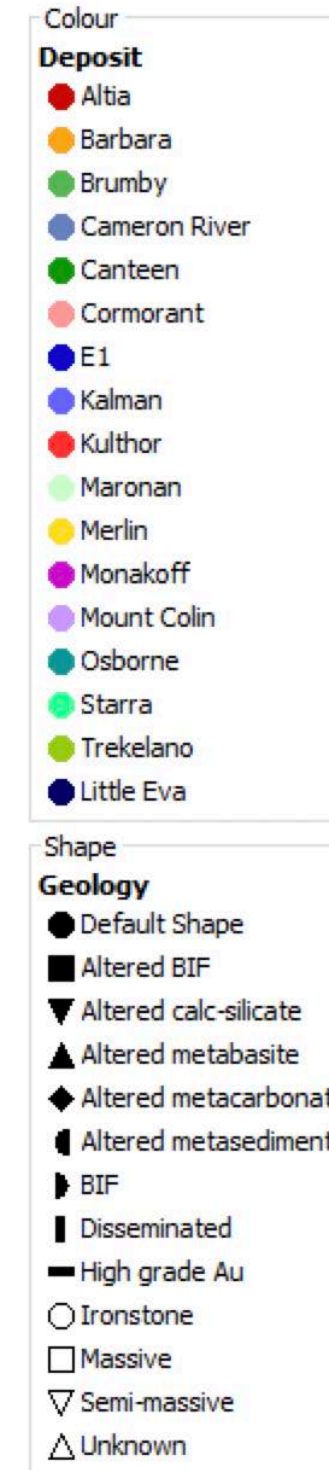 Colour
Deposit
Altia
Barbara
Brumby
Cameron River
Canteen
Cormorant
E1
Kalman
Kulthor
Maronan
Merlin
Monakoff
Mount Colin
Osborne
Starra
Trekelano
Little Eva
Shape
Geology
Default Shape
Altered BIF
Altered calc-silicate
Altered metabasite
Altered metacarbonat
Altered metasediment
BIF
Disseminated
High grade Au
Ironstone
Massive
Semi-massive
Unknown